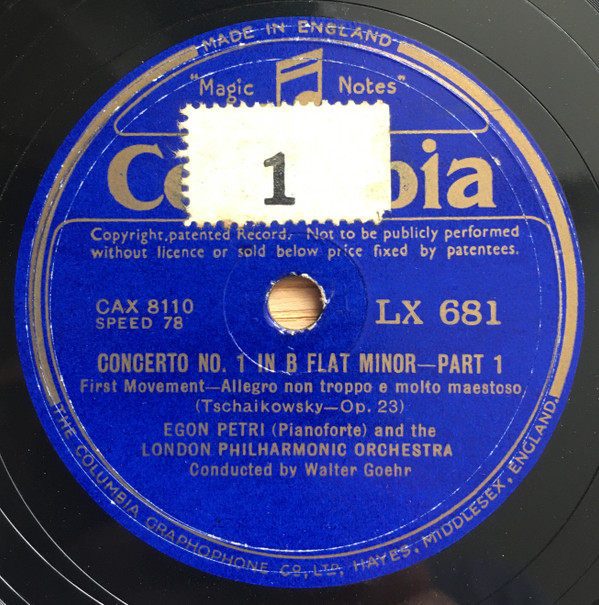 MADE IN ENGLAND
"Magic Notes"
1
Copyright, patented Record. Not to be publicly performed
without licence or sold below price fixed by patentees.
CAX 8110
SPEED 78
LX 681
CONCERTO NO. 1 IN B FLAT MINOR—PART 1
First Movement—Allegro non troppo e molto maestoso
(Tschaikowsky—Op. 23)
EGON PETRI (Pianoforte) and the
LONDON PHILHARMONIC ORCHESTRA
Conducted by Walter Goehr
THE COLUMBIA GRAPHOPHONE CO., LTD., HAYES, MIDDLESEX, ENGLAND.